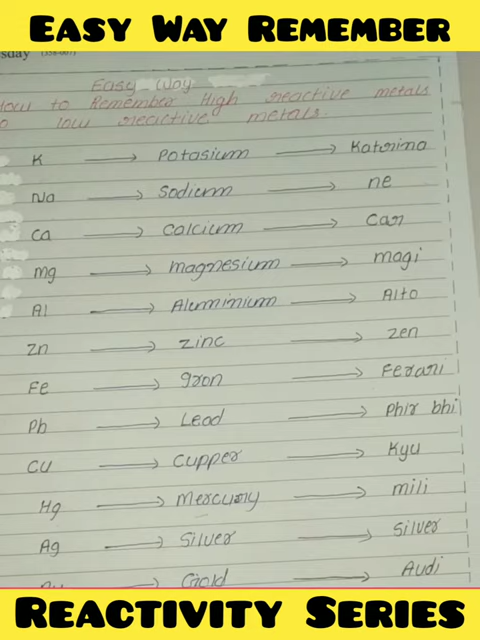 EASY WAY REMEMBER
sday
Easy Way
How to Remember High reactive metals
to low reactive metals.
K → Potasium → Katorina
Na → Sodium → ne
Ca → Calcium → Car
mg → magnesium → magi
Al → Aluminium → Alto
Zn → zinc → zen
Fe → Iron → Ferari
Pb → Lead → Phir bhi
CU → Cupper → Kyu
Hg → Mercurny → mili
Ag → Silver → Silver
→ Gold → Audi
REACTIVITY SERIES